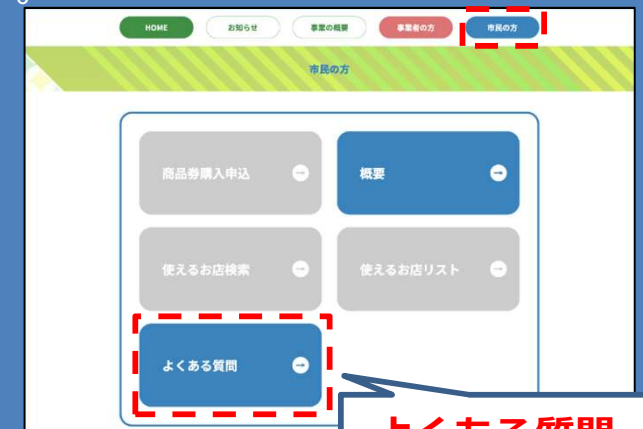 HOME お知らせ 事業の概要 事業者の方 市民の方
市民の方
商品券購入申込 概要
使えるお店検索 使えるお店リスト
よくある質問
よくある質問